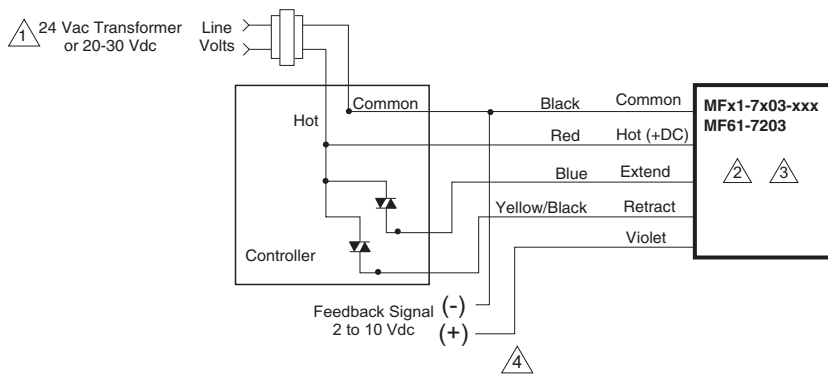 1
24 Vac Transformer
or 20-30 Vdc
Line
Volts
Common
Hot
Controller
Black
Common
Red
Hot (+DC)
Blue
Extend
Yellow/Black
Retract
Violet
MFx1-7x03-xxx
MF61-7203
2
3
Feedback Signal
2 to 10 Vdc
(-)
(+)
4